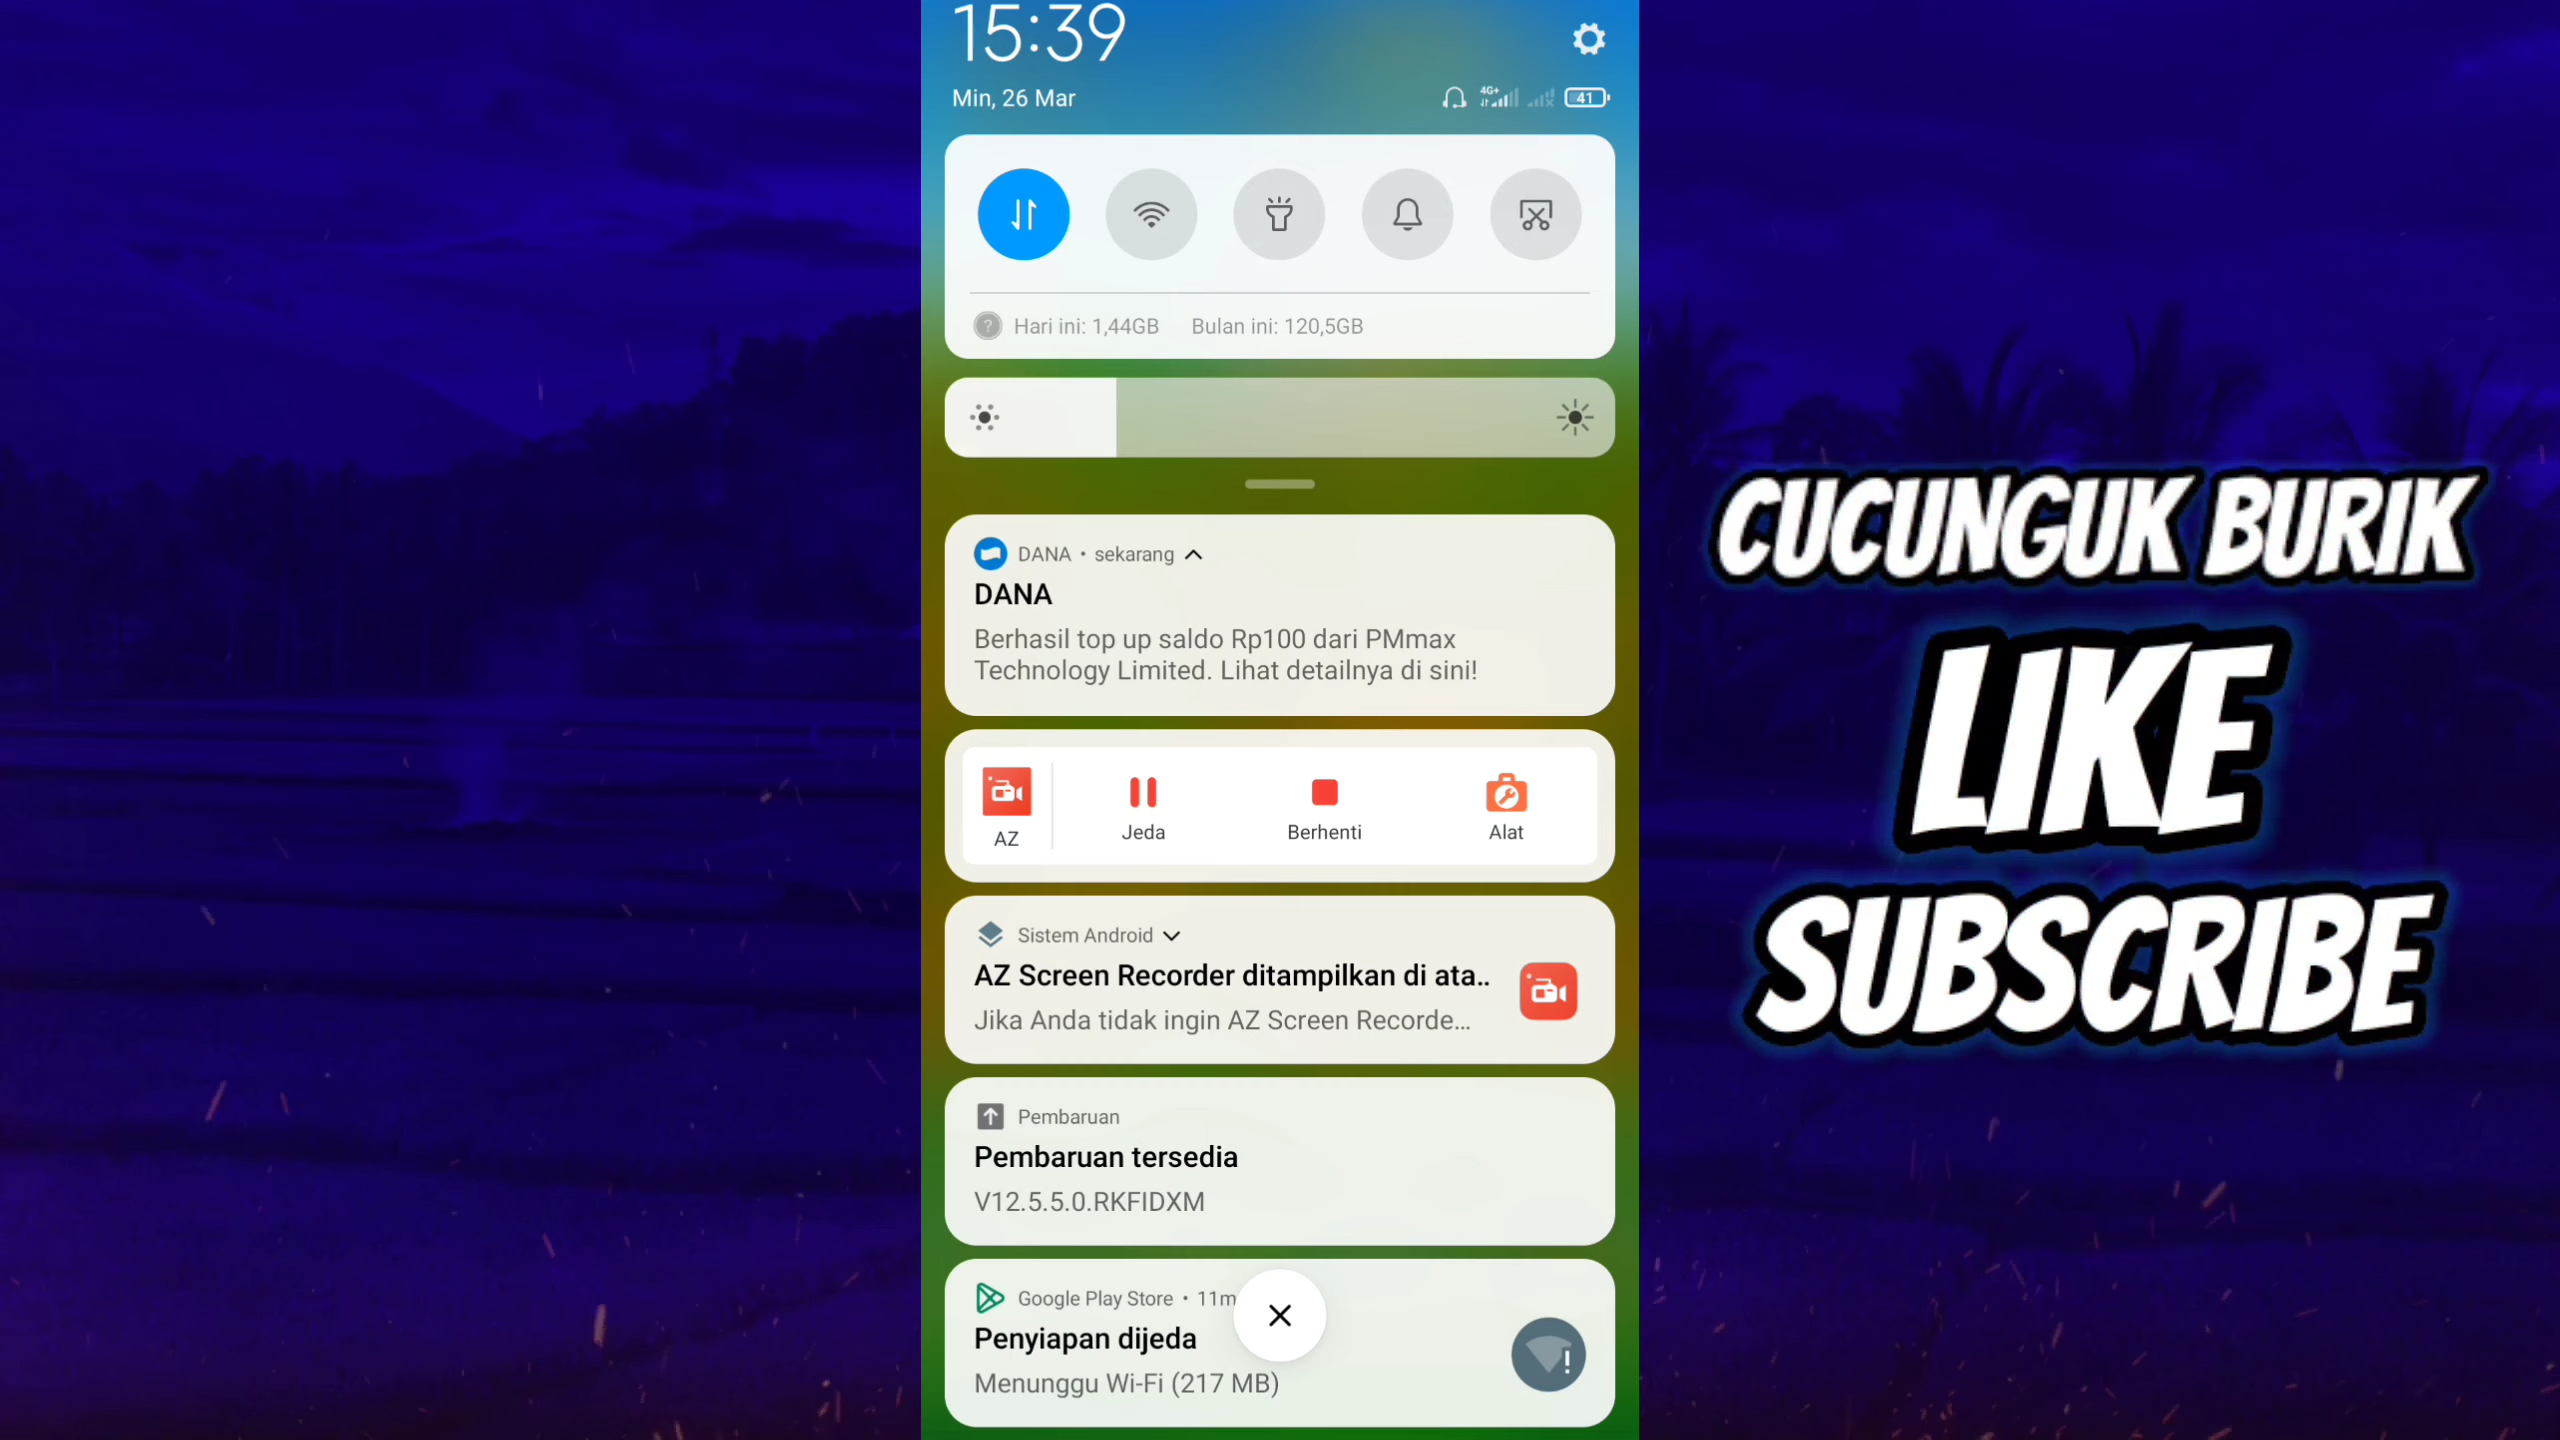 15:39
Min, 26 Mar
4G+
41
Hari ini: 1,44GB Bulan ini: 120,5GB
DANA • sekarang
DANA
Berhasil top up saldo Rp100 dari PMmax
Technology Limited. Lihat detailnya di sini!
AZ
Jeda
Berhenti
Alat
Sistem Android
AZ Screen Recorder ditampilkan di ata..
Jika Anda tidak ingin AZ Screen Recorde...
Pembaruan
Pembaruan tersedia
V12.5.5.0.RKFIDXM
Google Play Store • 11m
Penyiapan dijeda
Menunggu Wi-Fi (217 MB)
CUCUNGUK BURIK
LIKE
SUBSCRIBE